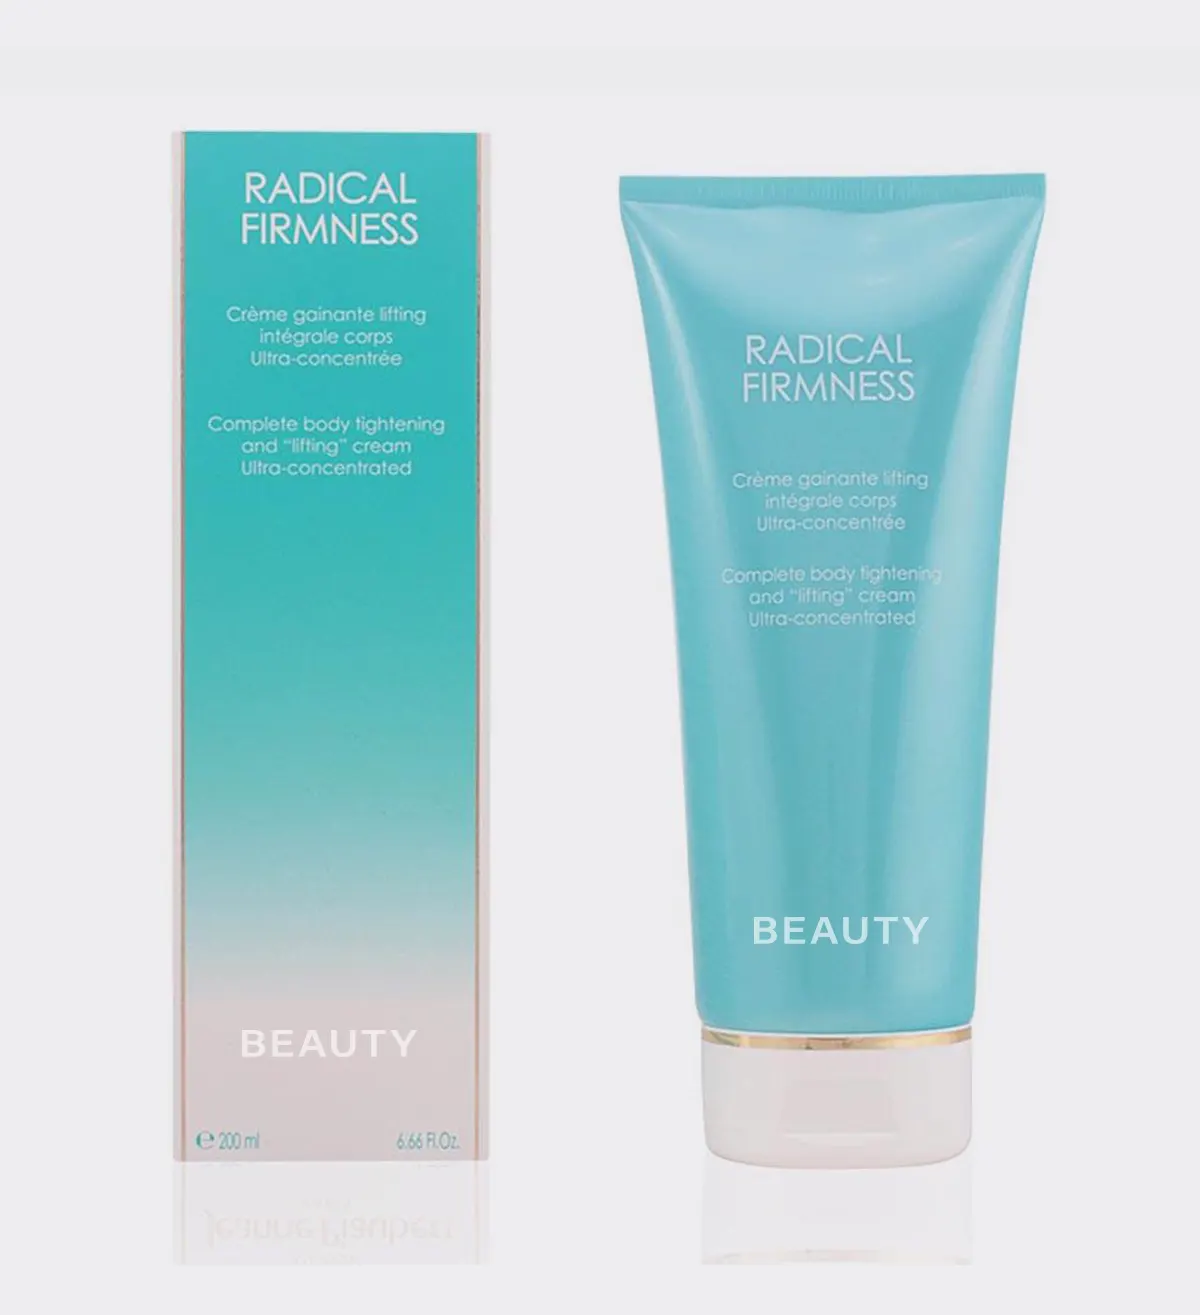 RADICAL
FIRMNESS
Crème gainante lifting
intégrale corps
Ultra-concentrée
Complete body tightening
and “lifting” cream
Ultra-concentrated
BEAUTY
℮ 200 ml
6.66 Fl.Oz.
RADICAL
FIRMNESS
Crème gainante lifting
intégrale corps
Ultra-concentrée
Complete body tightening
and “lifting” cream
Ultra-concentrated
BEAUTY